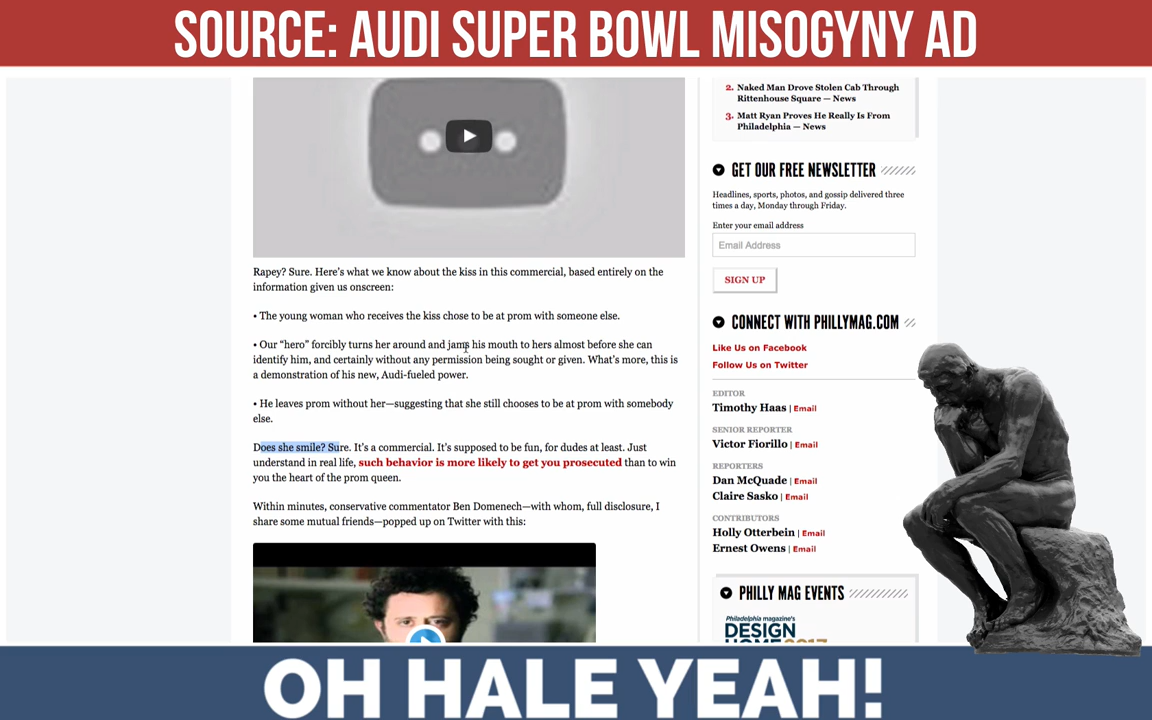 SOURCE: AUDI SUPER BOWL MISOGYNY AD
Rapey? Sure. Here's what we know about the kiss in this commercial, based entirely on the
information given us onscreen:
• The young woman who receives the kiss chose to be at prom with someone else.
• Our “hero” forcibly turns her around and jams his mouth to hers almost before she can
identify him, and certainly without any permission being sought or given. What's more, this is
a demonstration of his new, Audi-fueled power.
• He leaves prom without her—suggesting that she still chooses to be at prom with somebody
else.
Does she smile? Sure. It's a commercial. It's supposed to be fun, for dudes at least. Just
understand in real life, such behavior is more likely to get you prosecuted than to win
you the heart of the prom queen.
Within minutes, conservative commentator Ben Domenech—with whom, full disclosure, I
share some mutual friends—popped up on Twitter with this:
2. Naked Man Drove Stolen Cab Through
Rittenhouse Square — News
3. Matt Ryan Proves He Really Is From
Philadelphia — News
GET OUR FREE NEWSLETTER
Headlines, sports, photos, and gossip delivered three
times a day, Monday through Friday.
Enter your email address
Email Address
SIGN UP
CONNECT WITH PHILLYMAG.COM
Like Us on Facebook
Follow Us on Twitter
EDITOR
Timothy Haas | Email
SENIOR REPORTER
Victor Fiorillo | Email
REPORTERS
Dan McQuade | Email
Claire Sasko | Email
CONTRIBUTORS
Holly Otterbein | Email
Ernest Owens | Email
PHILLY MAG EVENTS
Philadelphia magazine's
DESIGN
HOME 2017
OH HALE YEAH!